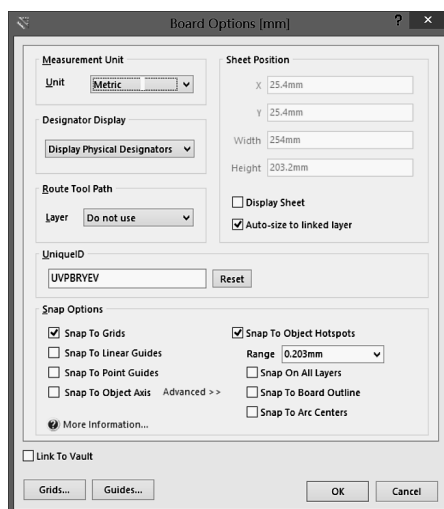 Board Options [mm]
? ×
Measurement Unit
Unit Metric
Designator Display
Display Physical Designators
Route Tool Path
Layer Do not use
Sheet Position
X 25.4mm
Y 25.4mm
Width 254mm
Height 203.2mm
Display Sheet
Auto-size to linked layer
UniqueID
UVPBRYEV Reset
Snap Options
Snap To Grids
Snap To Linear Guides
Snap To Point Guides
Snap To Object Axis Advanced >>
More Information...
Snap To Object Hotspots
Range 0.203mm
Snap On All Layers
Snap To Board Outline
Snap To Arc Centers
Link To Vault
Grids... Guides... OK Cancel